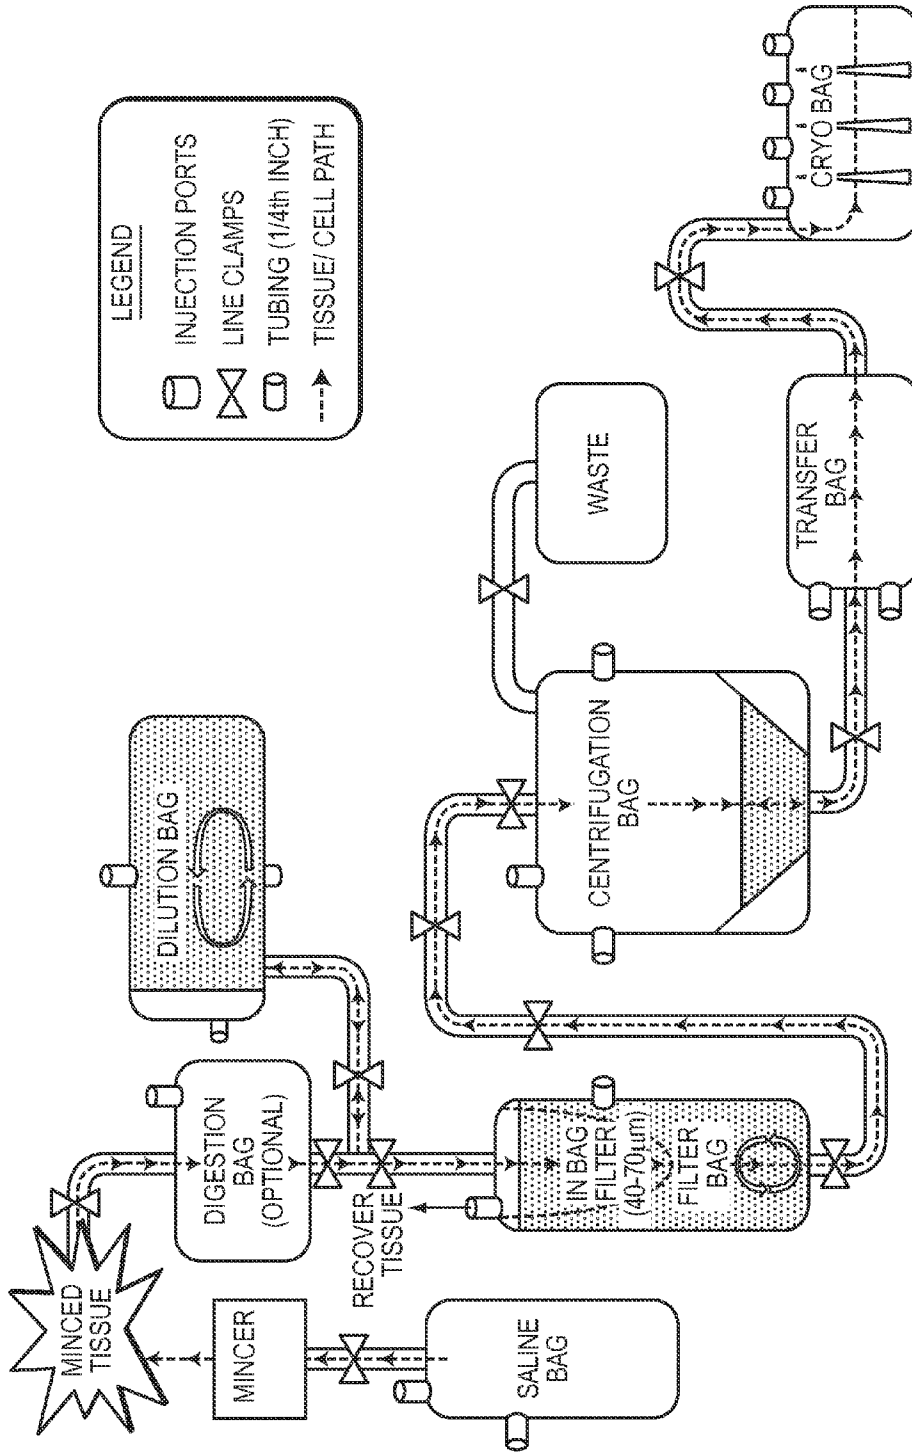 MINCED
TISSUE
MINCER
SALINE
BAG
DIGESTION
BAG
(OPTIONAL)
RECOVER
TISSUE
DILUTION BAG
IN BAG
FILTER
(40-70µm)
FILTER
BAG
CENTRIFUGATION
BAG
WASTE
TRANSFER
BAG
CRYO BAG
LEGEND
INJECTION PORTS
LINE CLAMPS
TUBING (1/4th INCH)
TISSUE/ CELL PATH